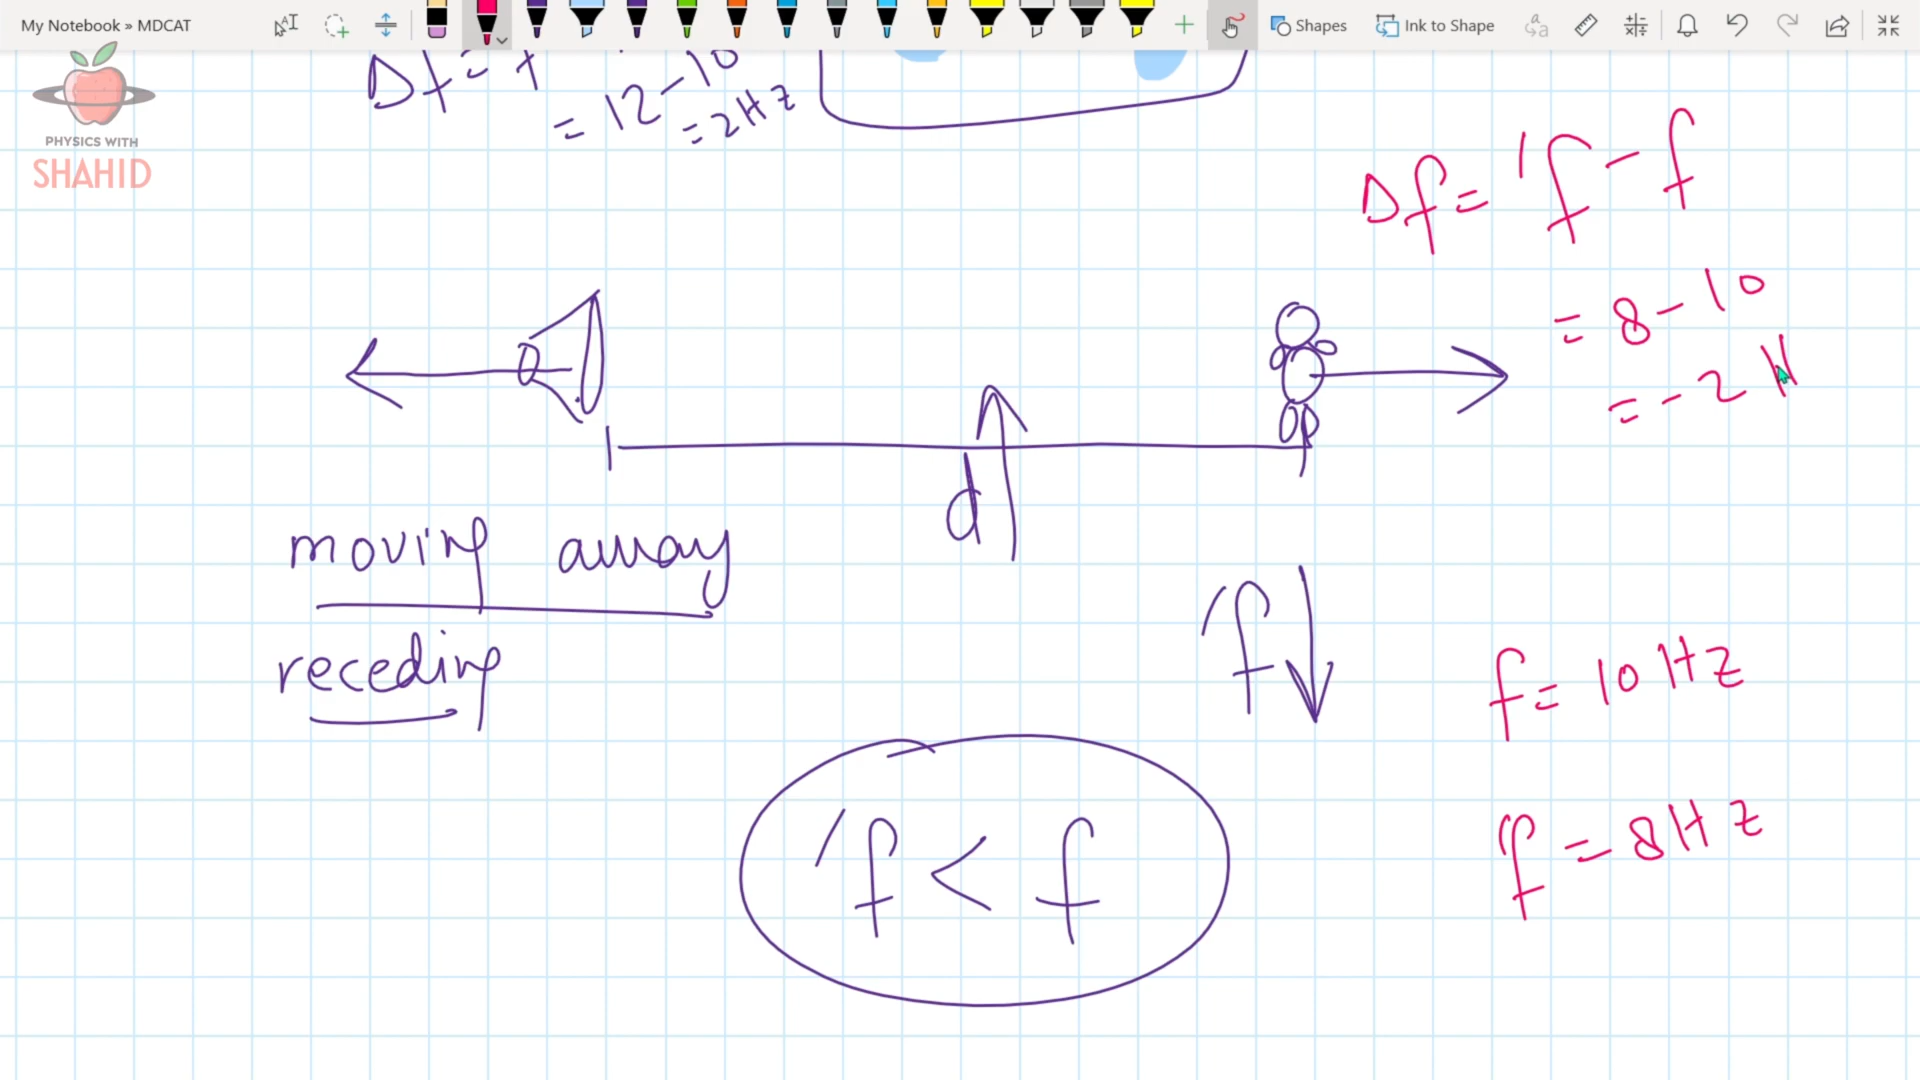 My Notebook » MDCAT
Shapes
Ink to Shape
PHYSICS WITH
SHAHID
Δf = f
= 12 - 10
= 2Hz
Δf = 'f - f
= 8 - 10
= - 2 H
d
moving away
receding
'f
f = 10 Hz
'f < f
'f = 8 Hz